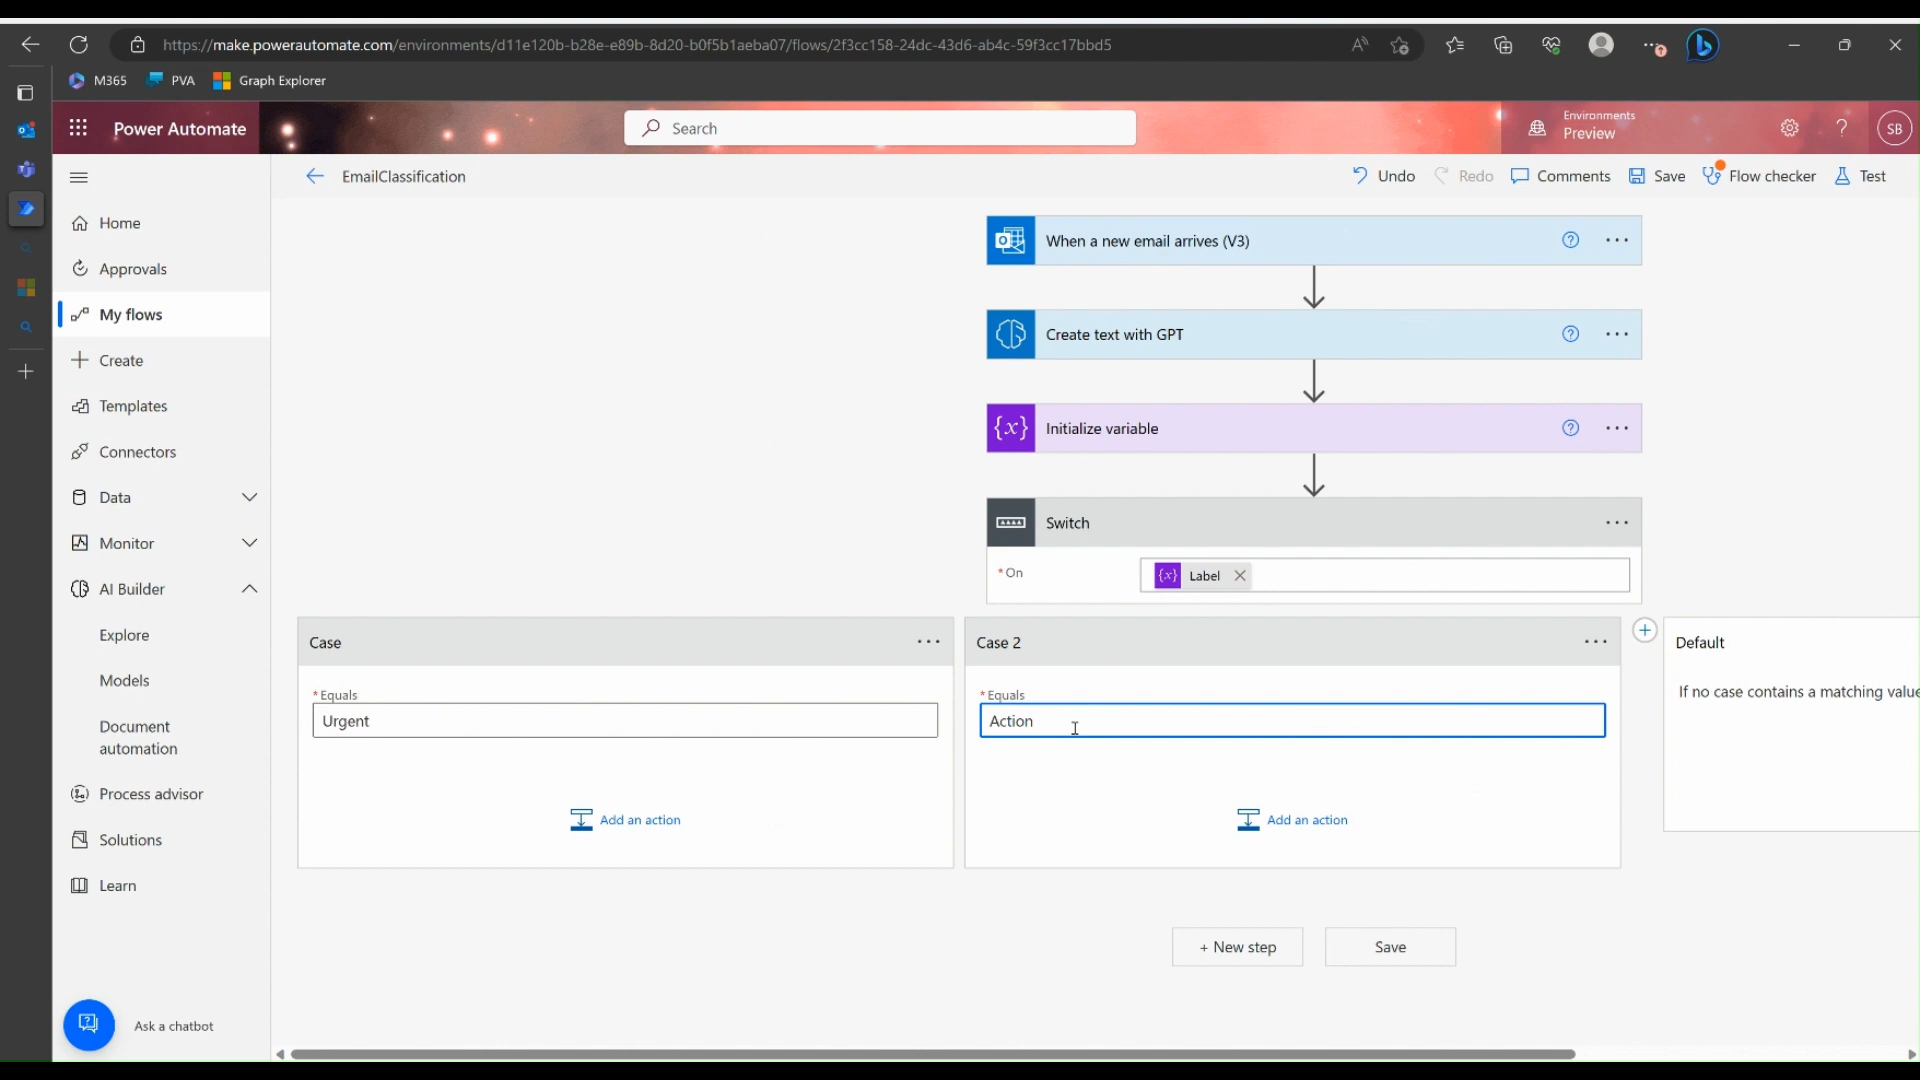 https://make.powerautomate.com/environments/d11e120b-b28e-e89b-8d20-b0f5b1aeba07/flows/2f3cc158-24dc-43d6-ab4c-59f3cc17bbd5
M365
PVA
Graph Explorer
Power Automate
Search
Environments
Preview
SB
EmailClassification
Undo
Redo
Comments
Save
Flow checker
Test
Home
Approvals
My flows
Create
Templates
Connectors
Data
Monitor
AI Builder
Explore
Models
Document
automation
Process advisor
Solutions
Learn
Ask a chatbot
When a new email arrives (V3)
Create text with GPT
{x} Initialize variable
Switch
* On
{x} Label
Case
* Equals
Urgent
Add an action
Case 2
* Equals
Action
Add an action
Default
If no case contains a matching value
+ New step
Save